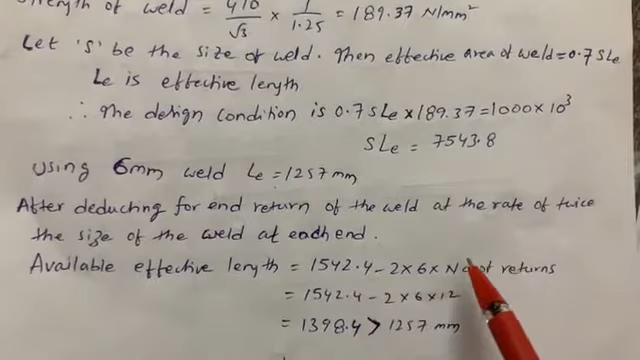 Strength of weld = 410/√3 × 1/1.25 = 189.37 N/mm²
Let 'S' be the size of weld. Then effective area of weld = 0.7 SLe
Le is effective length
∴ The design condition is 0.7 SLe × 189.37 = 1000 × 10³
SLe = 7543.8
Using 6mm weld Le = 1257 mm
After deducting for end return of the weld at the rate of twice
the size of the weld at each end.
Available effective length = 1542.4 - 2×6× No of returns
= 1542.4 - 2×6×12
= 1398.4 > 1257 mm